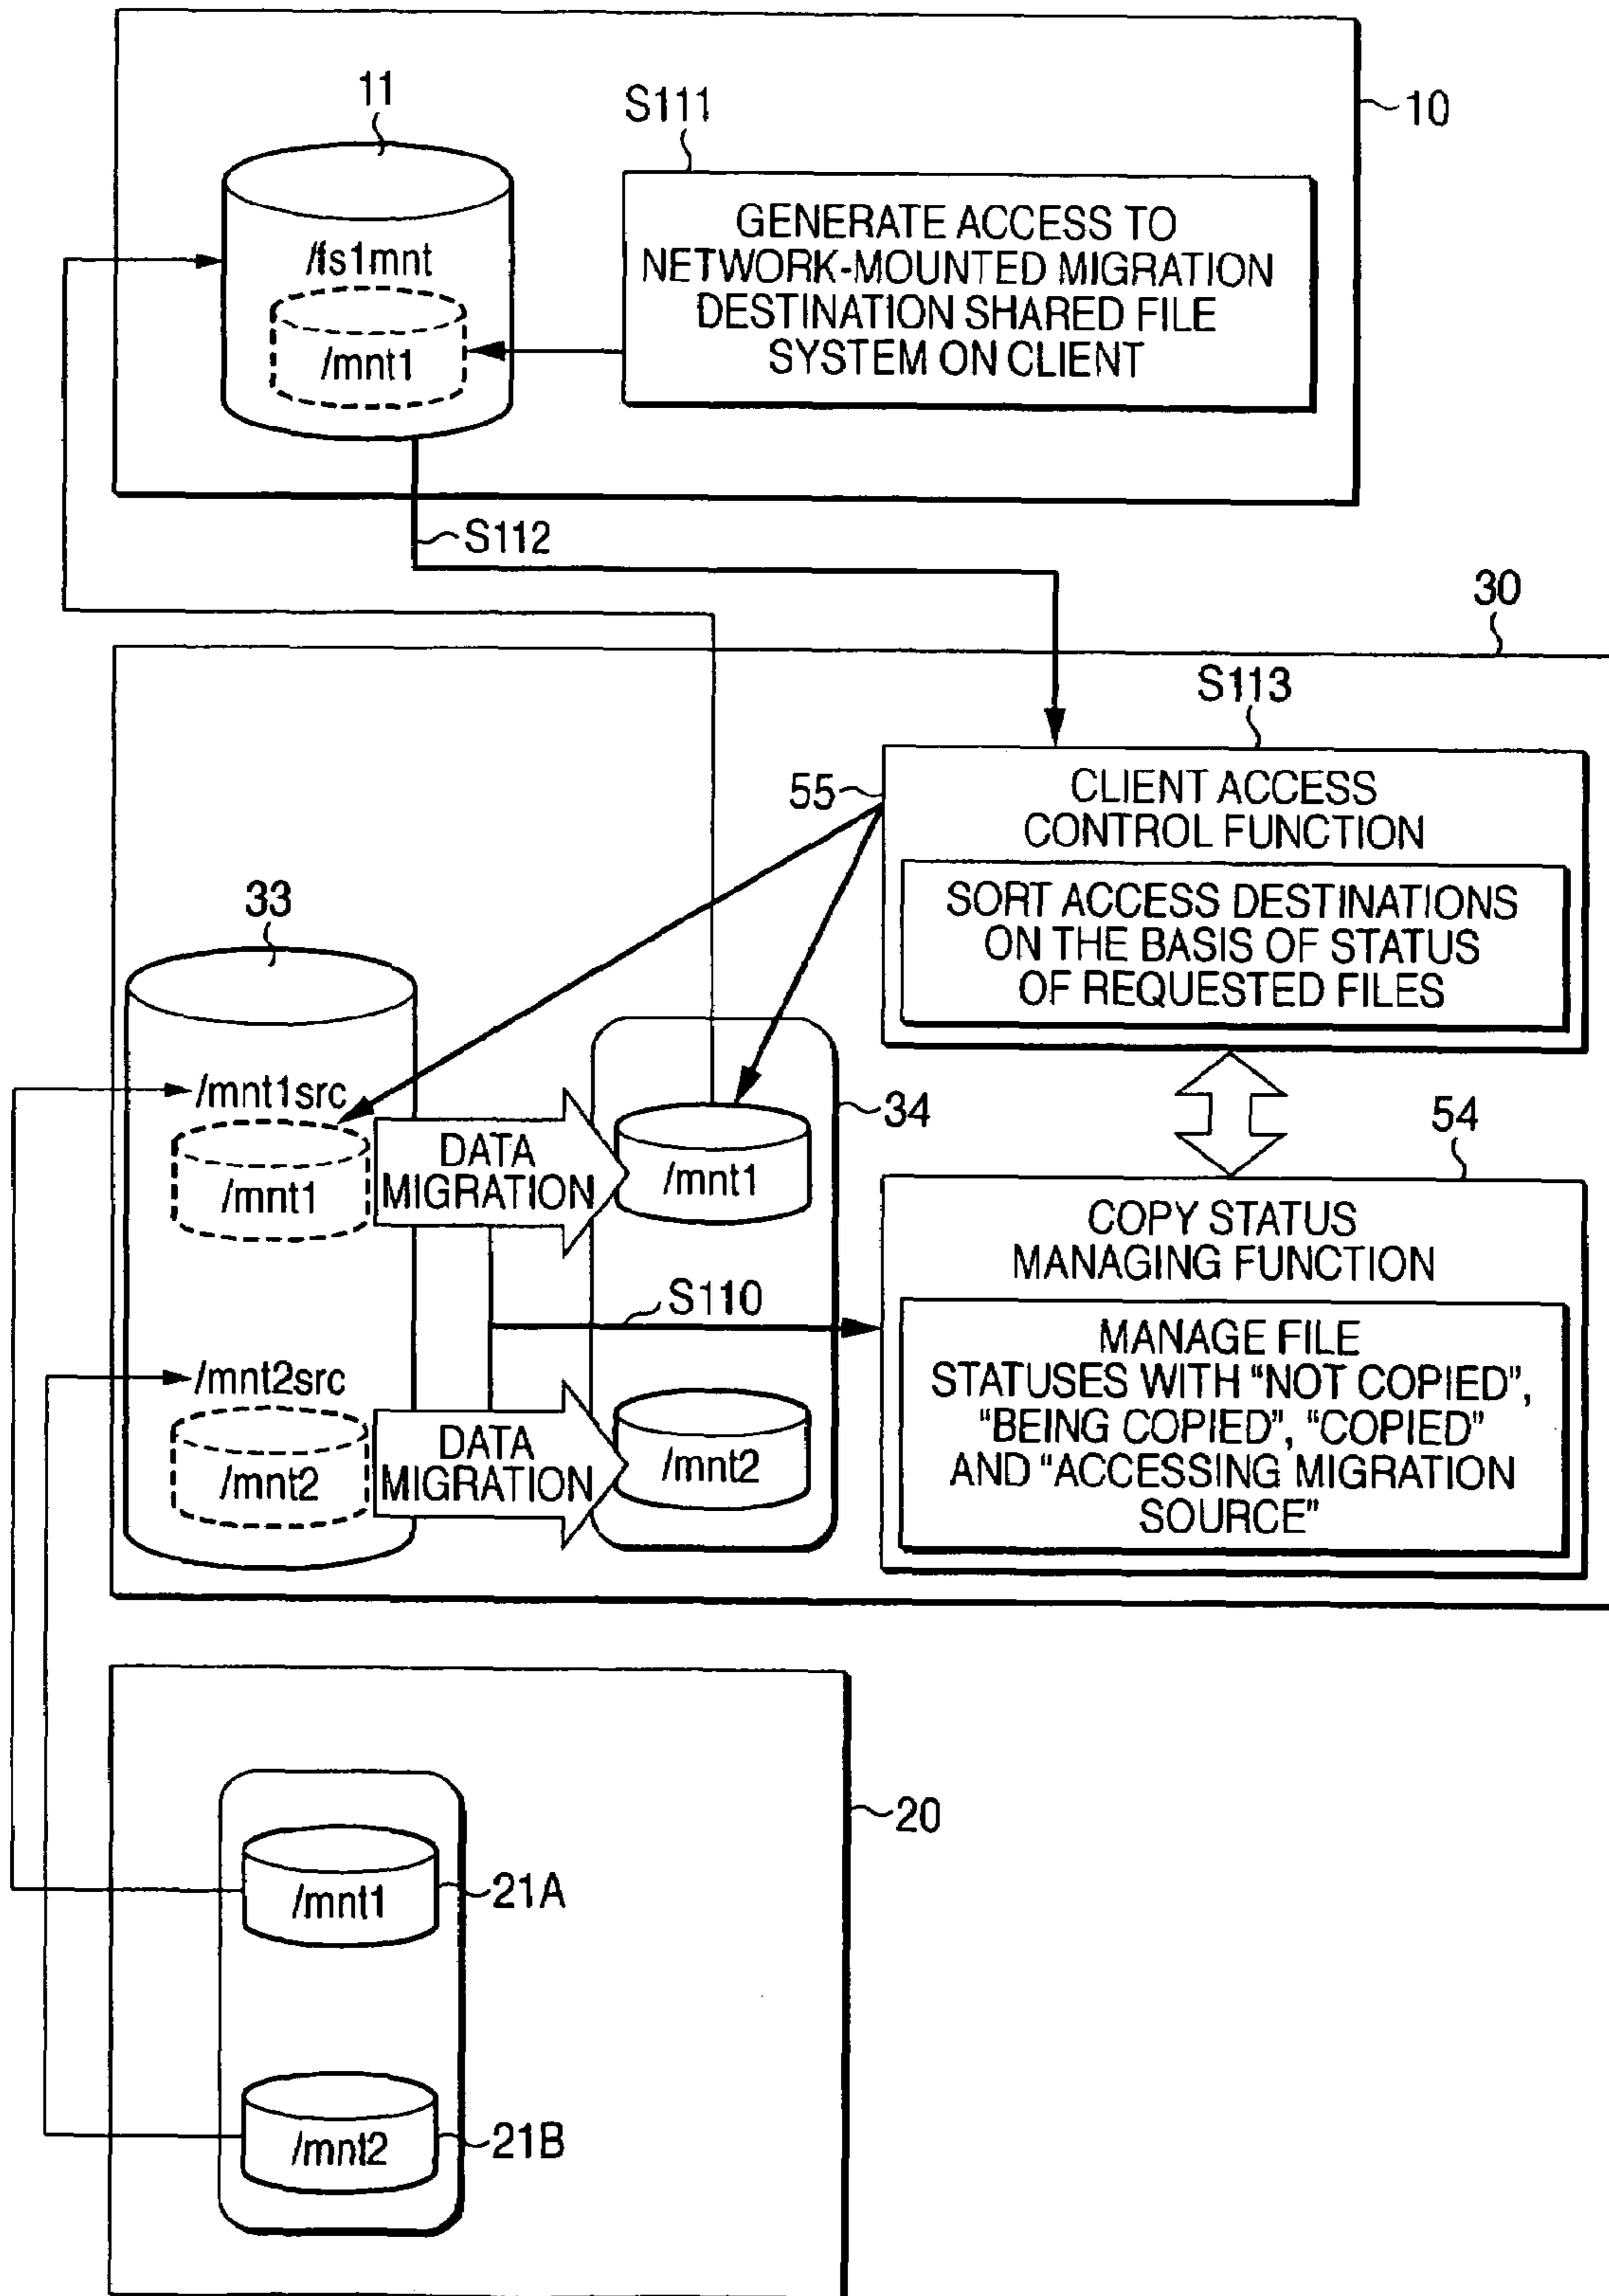 10
11
S111
GENERATE ACCESS TO
NETWORK-MOUNTED MIGRATION
DESTINATION SHARED FILE
SYSTEM ON CLIENT
/fs1mnt
/mnt1
S112
30
S113
55
CLIENT ACCESS
CONTROL FUNCTION
SORT ACCESS DESTINATIONS
ON THE BASIS OF STATUS
OF REQUESTED FILES
33
/mnt1src
/mnt1
DATA
MIGRATION
/mnt1
34
54
COPY STATUS
MANAGING FUNCTION
S110
MANAGE FILE
STATUSES WITH “NOT COPIED”,
“BEING COPIED”, “COPIED”
AND “ACCESSING MIGRATION
SOURCE”
/mnt2src
/mnt2
DATA
MIGRATION
/mnt2
20
/mnt1
21A
/mnt2
21B